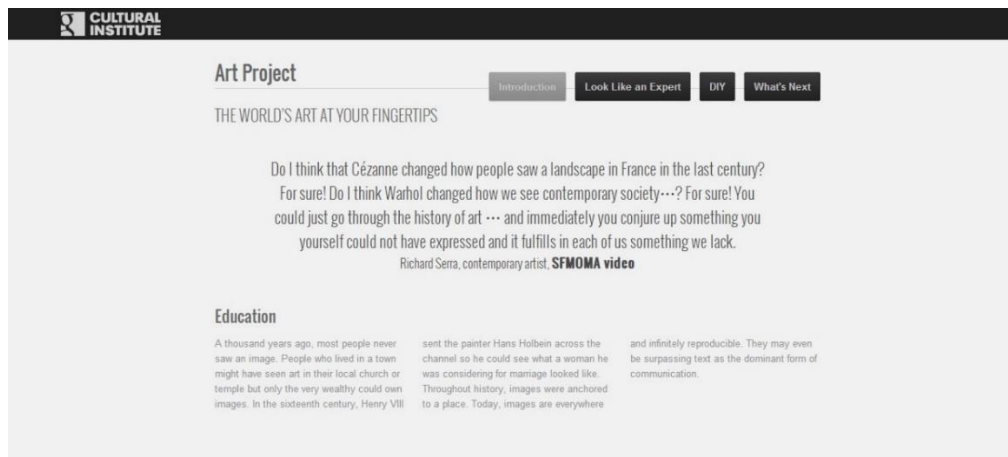 CULTURAL
INSTITUTE
Art Project
Introduction
Look Like an Expert
DIY
What's Next
THE WORLD'S ART AT YOUR FINGERTIPS
Do I think that Cézanne changed how people saw a landscape in France in the last century?
For sure! Do I think Warhol changed how we see contemporary society···? For sure! You
could just go through the history of art ··· and immediately you conjure up something you
yourself could not have expressed and it fulfills in each of us something we lack.
Richard Serra, contemporary artist, SFMOMA video
Education
A thousand years ago, most people never
saw an image. People who lived in a town
might have seen art in their local church or
temple but only the very wealthy could own
images. In the sixteenth century, Henry VIII
sent the painter Hans Holbein across the
channel so he could see what a woman he
was considering for marriage looked like.
Throughout history, images were anchored
to a place. Today, images are everywhere
and infinitely reproducible. They may even
be surpassing text as the dominant form of
communication.